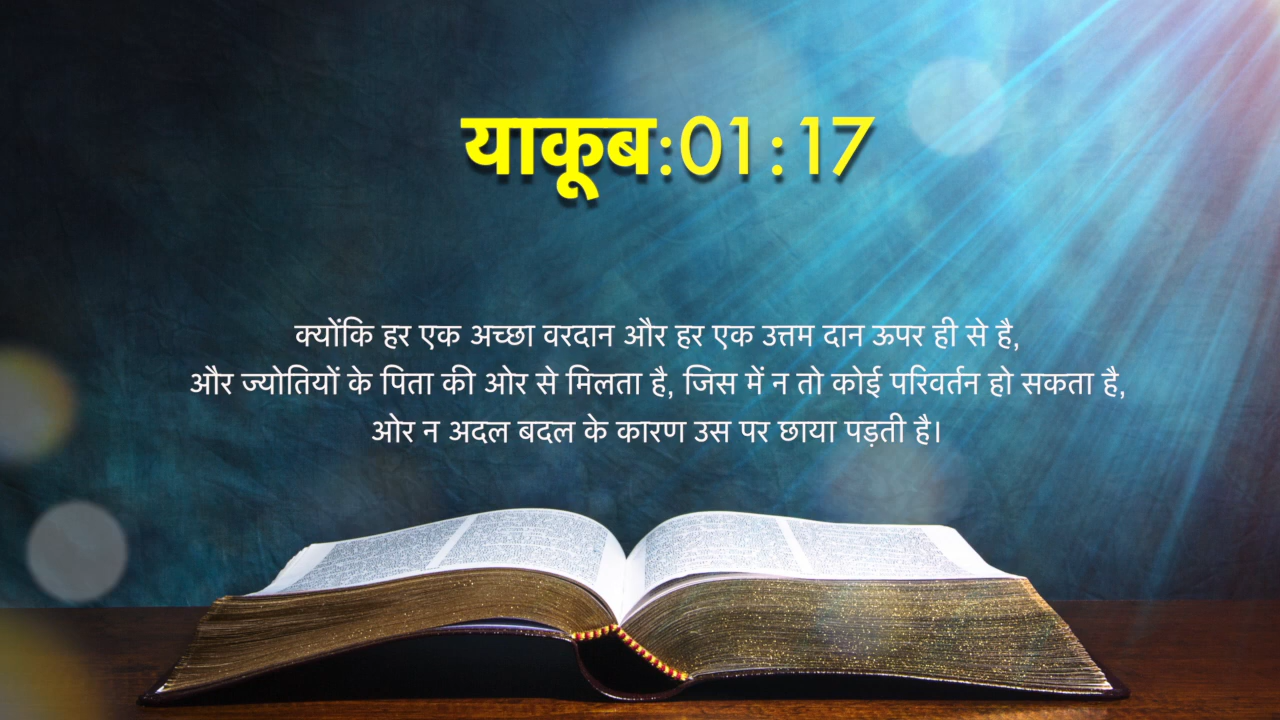 याकूब:01:17
क्योंकि हर एक अच्छा वरदान और हर एक उत्तम दान ऊपर ही से है,
और ज्योतियों के पिता की ओर से मिलता है, जिस में न तो कोई परिवर्तन हो सकता है,
ओर न अदल बदल के कारण उस पर छाया पड़ती है।